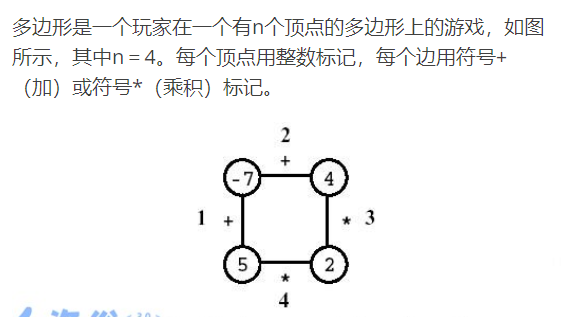 多边形是一个玩家在一个有n个顶点的多边形上的游戏，如图
所示，其中n＝4。每个顶点用整数标记，每个边用符号+
（加）或符号*（乘积）标记。
2
+
-7 4
1 + * 3
5 2
*
4